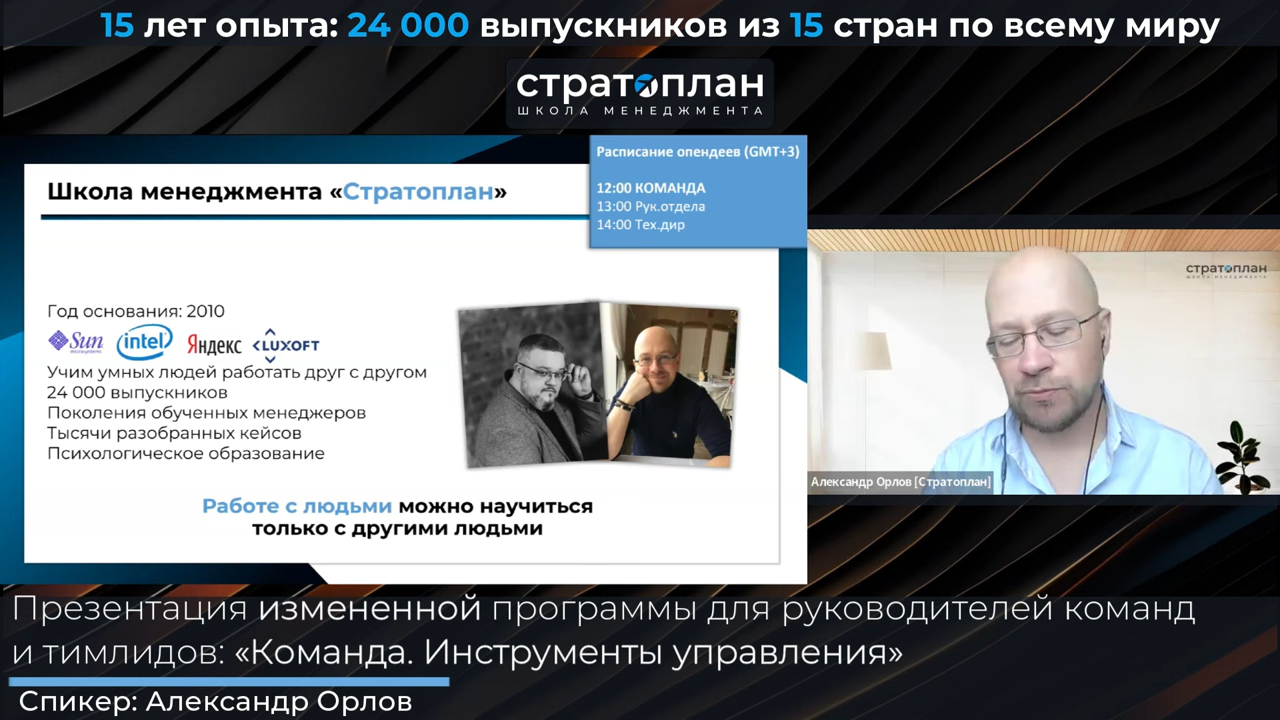 15 лет опыта: 24 000 выпускников из 15 стран по всему миру
стратоплан
ШКОЛА МЕНЕДЖМЕНТА
Расписание опендеев (GMT+3)
12:00 КОМАНДА
13:00 Рук.отдела
14:00 Тех.дир
Школа менеджмента «Стратоплан»
Год основания: 2010
Sun
microsystems
intel
Яндекс
LUXOFT
Учим умных людей работать друг с другом
24 000 выпускников
Поколения обученных менеджеров
Тысячи разобранных кейсов
Психологическое образование
Работе с людьми можно научиться
только с другими людьми
стратоплан
ШКОЛА МЕНЕДЖМЕНТА
Александр Орлов [Стратоплан]
Презентация измененной программы для руководителей команд
и тимлидов: «Команда. Инструменты управления»
Спикер: Александр Орлов